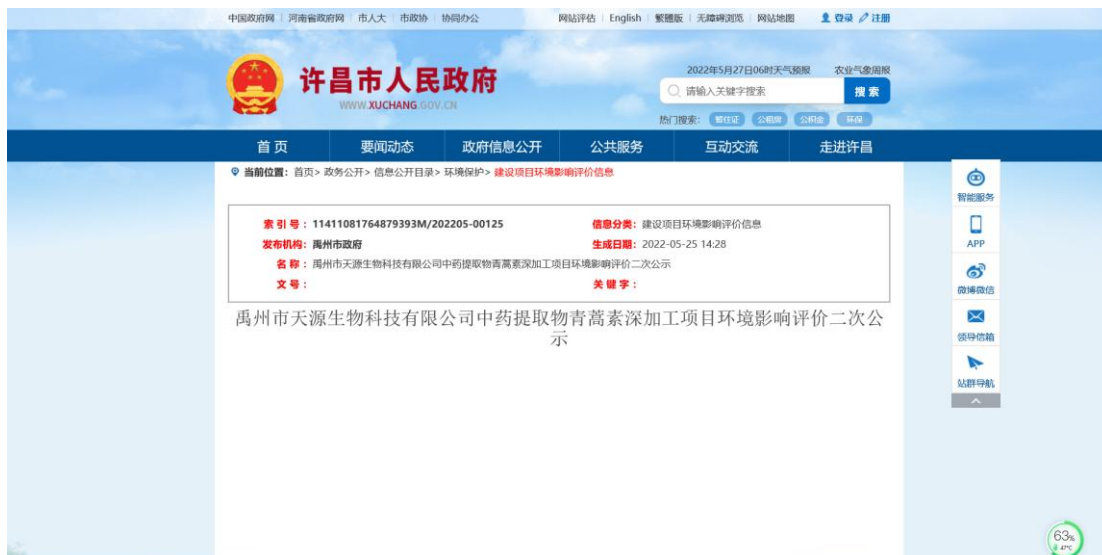 中国政府网 河南省政府网 市人大 市政协 协同办公 网站评估 English 繁體版 无障碍浏览 网站地图 登录 注册
许昌市人民政府
WWW.XUCHANG.GOV.CN
2022年5月27日06时天气预报 农业气象周报
请输入关键字搜索 搜索
热门搜索: 居住证 公租房 公积金 环保
首页 要闻动态 政府信息公开 公共服务 互动交流 走进许昌
当前位置：首页> 政务公开> 信息公开目录> 环境保护> 建设项目环境影响评价信息
索引号：11411081764879393M/202205-00125 信息分类：建设项目环境影响评价信息
发布机构：禹州市政府 生成日期：2022-05-25 14:28
名称：禹州市天源生物科技有限公司中药提取物青蒿素深加工项目环境影响评价二次公示
文号： 关键字：
禹州市天源生物科技有限公司中药提取物青蒿素深加工项目环境影响评价二次公
示
智能服务
APP
微博微信
领导信箱
站群导航
63%
47℃